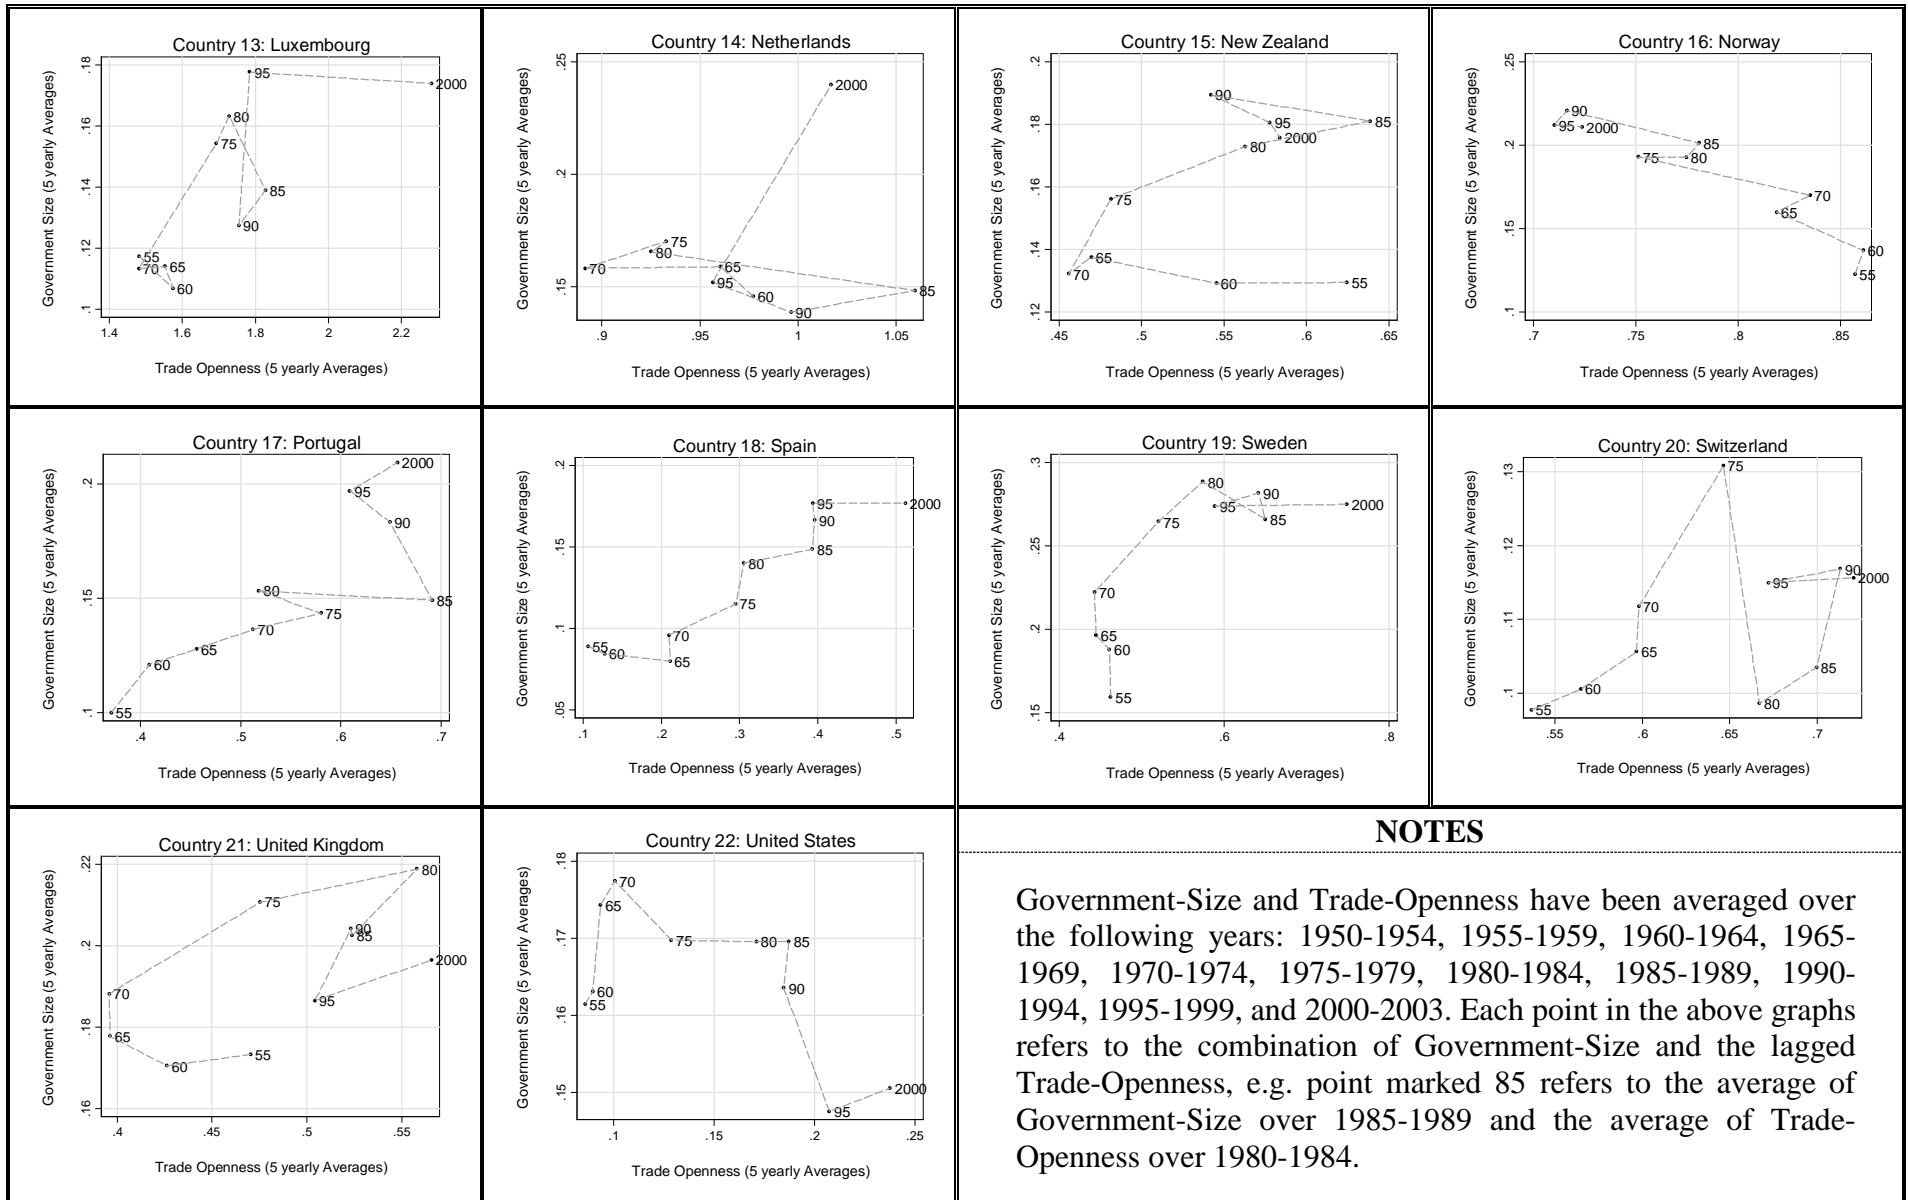 Country 13: Luxembourg
Government Size (5 yearly Averages)
.18
.16
.14
.12
.1
95
2000
80
75
85
90
55
70
65
60
1.4 1.6 1.8 2 2.2
Trade Openness (5 yearly Averages)
Country 14: Netherlands
Government Size (5 yearly Averages)
.25
.2
.15
2000
75
80
70
65
95
60
85
90
.9 .95 1 1.05
Trade Openness (5 yearly Averages)
Country 15: New Zealand
Government Size (5 yearly Averages)
.2
.18
.16
.14
.12
90
95
85
2000
80
75
65
70
60
55
.45 .5 .55 .6 .65
Trade Openness (5 yearly Averages)
Country 16: Norway
Government Size (5 yearly Averages)
.25
.2
.15
.1
90
95
2000
85
75
80
70
65
60
55
.7 .75 .8 .85
Trade Openness (5 yearly Averages)
Country 17: Portugal
Government Size (5 yearly Averages)
.2
.15
.1
2000
95
90
80
85
75
70
65
60
55
.4 .5 .6 .7
Trade Openness (5 yearly Averages)
Country 18: Spain
Government Size (5 yearly Averages)
.2
.15
.1
.05
95
2000
90
85
80
75
70
55
60
65
.1 .2 .3 .4 .5
Trade Openness (5 yearly Averages)
Country 19: Sweden
Government Size (5 yearly Averages)
.3
.25
.2
.15
80
90
95
2000
85
75
70
65
60
55
.4 .6 .8
Trade Openness (5 yearly Averages)
Country 20: Switzerland
Government Size (5 yearly Averages)
.13
.12
.11
.1
75
90
95
2000
70
65
85
60
80
55
.55 .6 .65 .7
Trade Openness (5 yearly Averages)
Country 21: United Kingdom
Government Size (5 yearly Averages)
.22
.2
.18
.16
80
75
90
85
2000
70
95
65
60
55
.4 .45 .5 .55
Trade Openness (5 yearly Averages)
Country 22: United States
Government Size (5 yearly Averages)
.18
.17
.16
.15
70
65
75
80
85
60
55
90
2000
95
.1 .15 .2 .25
Trade Openness (5 yearly Averages)
NOTES
Government-Size and Trade-Openness have been averaged over
the following years: 1950-1954, 1955-1959, 1960-1964, 1965-
1969, 1970-1974, 1975-1979, 1980-1984, 1985-1989, 1990-
1994, 1995-1999, and 2000-2003. Each point in the above graphs
refers to the combination of Government-Size and the lagged
Trade-Openness, e.g. point marked 85 refers to the average of
Government-Size over 1985-1989 and the average of Trade-
Openness over 1980-1984.